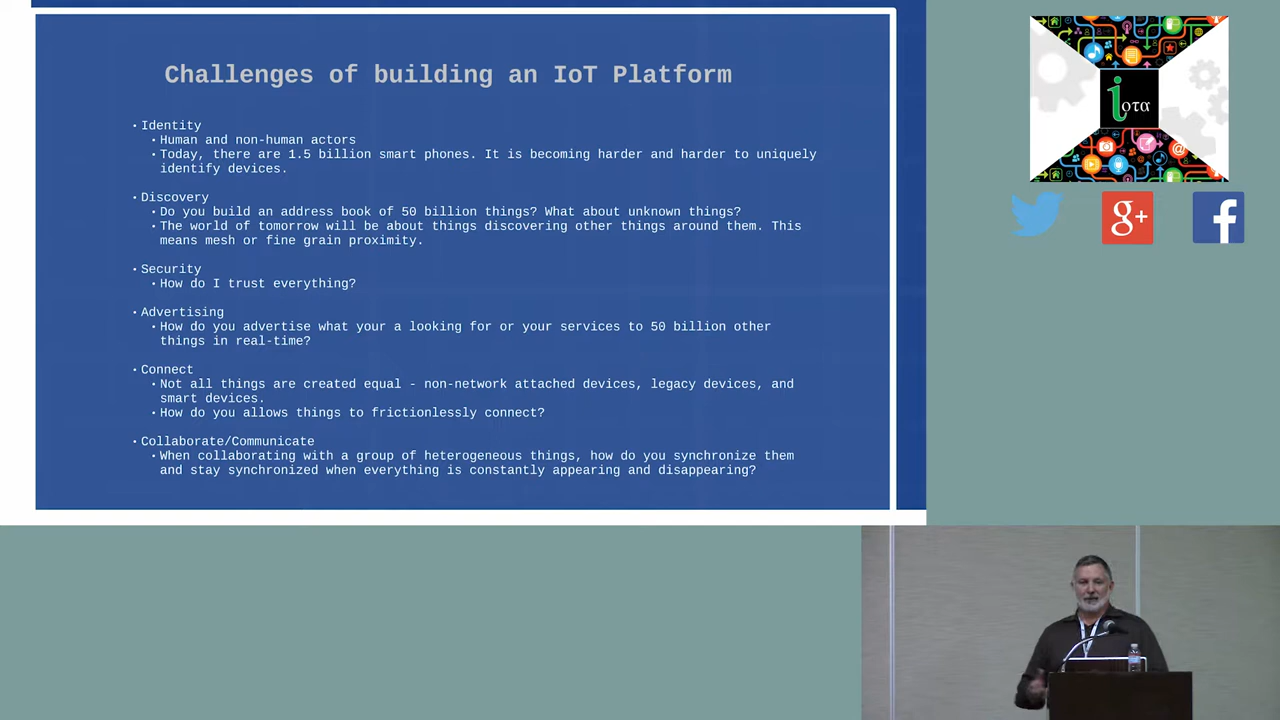 Challenges of building an IoT Platform
• Identity
• Human and non-human actors
• Today, there are 1.5 billion smart phones. It is becoming harder and harder to uniquely
identify devices.
• Discovery
• Do you build an address book of 50 billion things? What about unknown things?
• The world of tomorrow will be about things discovering other things around them. This
means mesh or fine grain proximity.
• Security
• How do I trust everything?
• Advertising
• How do you advertise what your a looking for or your services to 50 billion other
things in real-time?
• Connect
• Not all things are created equal - non-network attached devices, legacy devices, and
smart devices.
• How do you allows things to frictionlessly connect?
• Collaborate/Communicate
• When collaborating with a group of heterogeneous things, how do you synchronize them
and stay synchronized when everything is constantly appearing and disappearing?
iοτα
g+
f